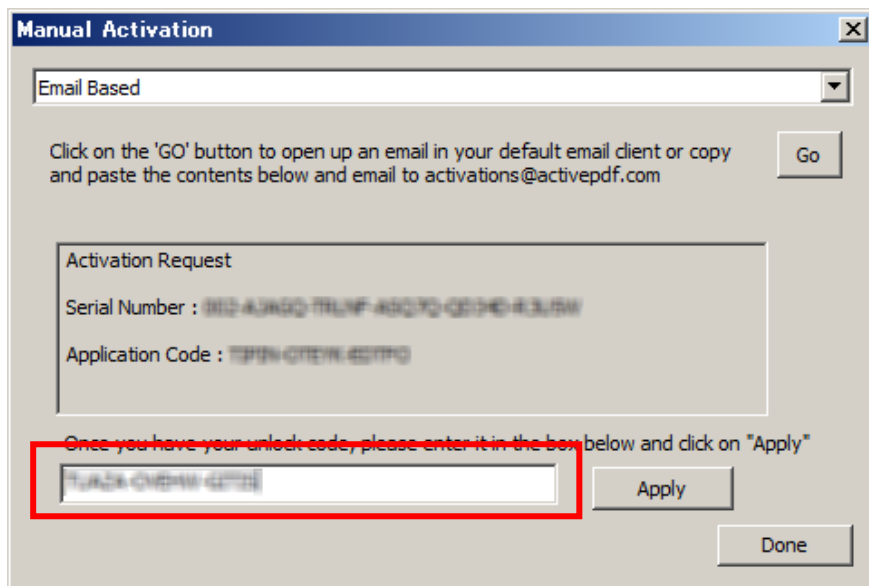 Manual Activation
Email Based
Click on the 'GO' button to open up an email in your default email client or copy
and paste the contents below and email to activations@activepdf.com
Go
Activation Request
Serial Number :
Application Code :
Once you have your unlock code, please enter it in the box below and click on "Apply"
Apply
Done